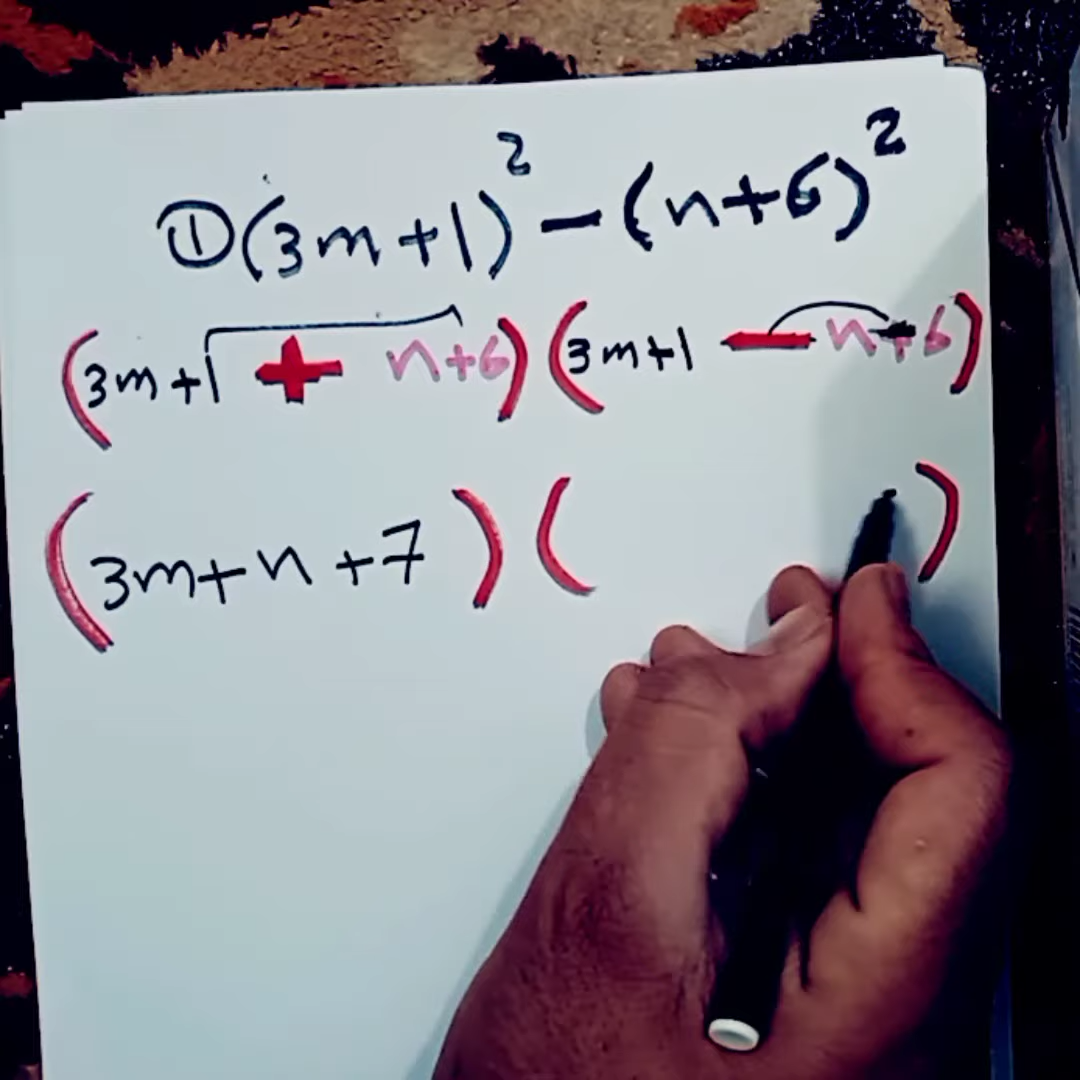 ① (3m+1)² − (n+6)²
(3m+1 + n+6) (3m+1 − n+6)
(3m+n+7) ( )